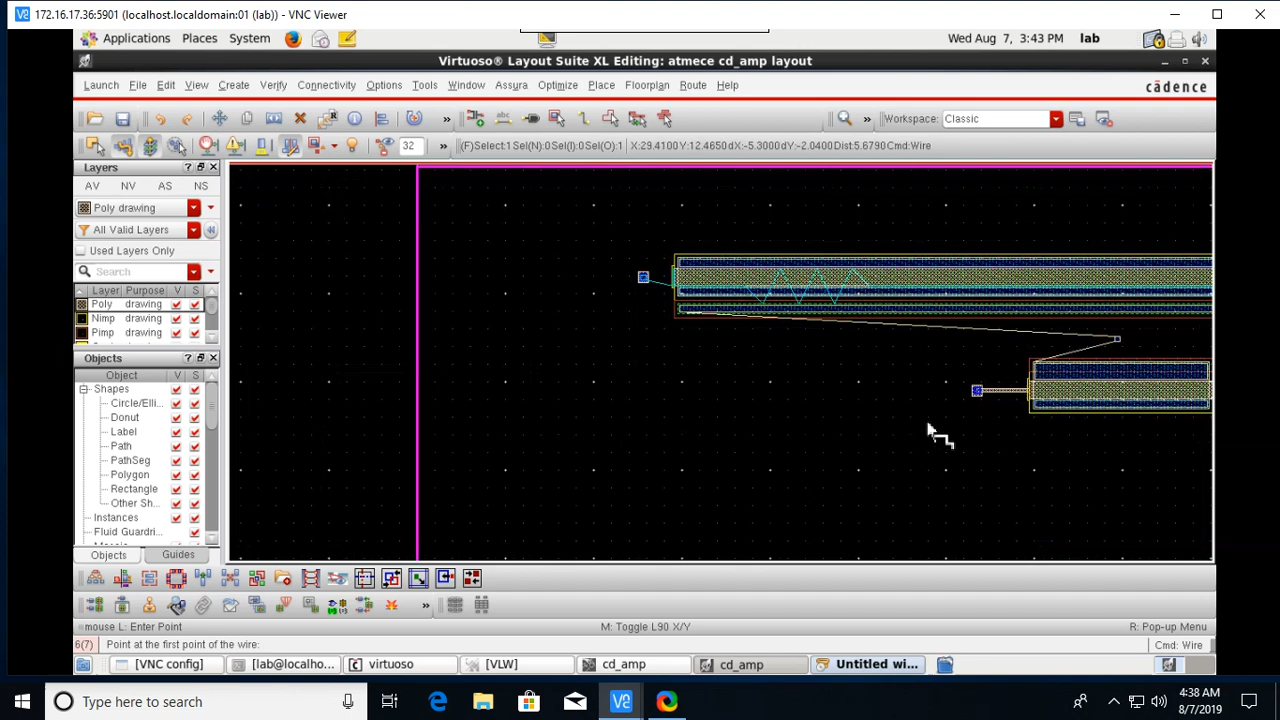 172.16.17.36:5901 (localhost.localdomain:01 (lab)) - VNC Viewer
Applications Places System Wed Aug 7, 3:43 PM lab
Virtuoso® Layout Suite XL Editing: atmece cd_amp layout
Launch File Edit View Create Verify Connectivity Options Tools Window Assura Optimize Place Floorplan Route Help cādence
» » Workspace: Classic
» 32 (F)Select:1 Sel(N):0 Sel(I):0 Sel(O):1 X:29.4100 Y:12.4650 dX:-5.3000 dY:-2.0400 Dist:5.6790 Cmd:Wire
Layers
AV NV AS NS
Poly drawing
All Valid Layers
Used Layers Only
Search
Layer Purpose V S
Poly drawing
Nimp drawing
Pimp drawing
Objects
Object V S
Shapes
Circle/Elli...
Donut
Label
Path
PathSeg
Polygon
Rectangle
Other Sh...
Instances
Fluid Guardri...
Objects Guides
»
mouse L: Enter Point M: Toggle L90 X/Y R: Pop-up Menu
6(7) Point at the first point of the wire: Cmd: Wire
[VNC config] [lab@localho... virtuoso [VLW] cd_amp cd_amp Untitled wi...
Type here to search
4:38 AM
8/7/2019